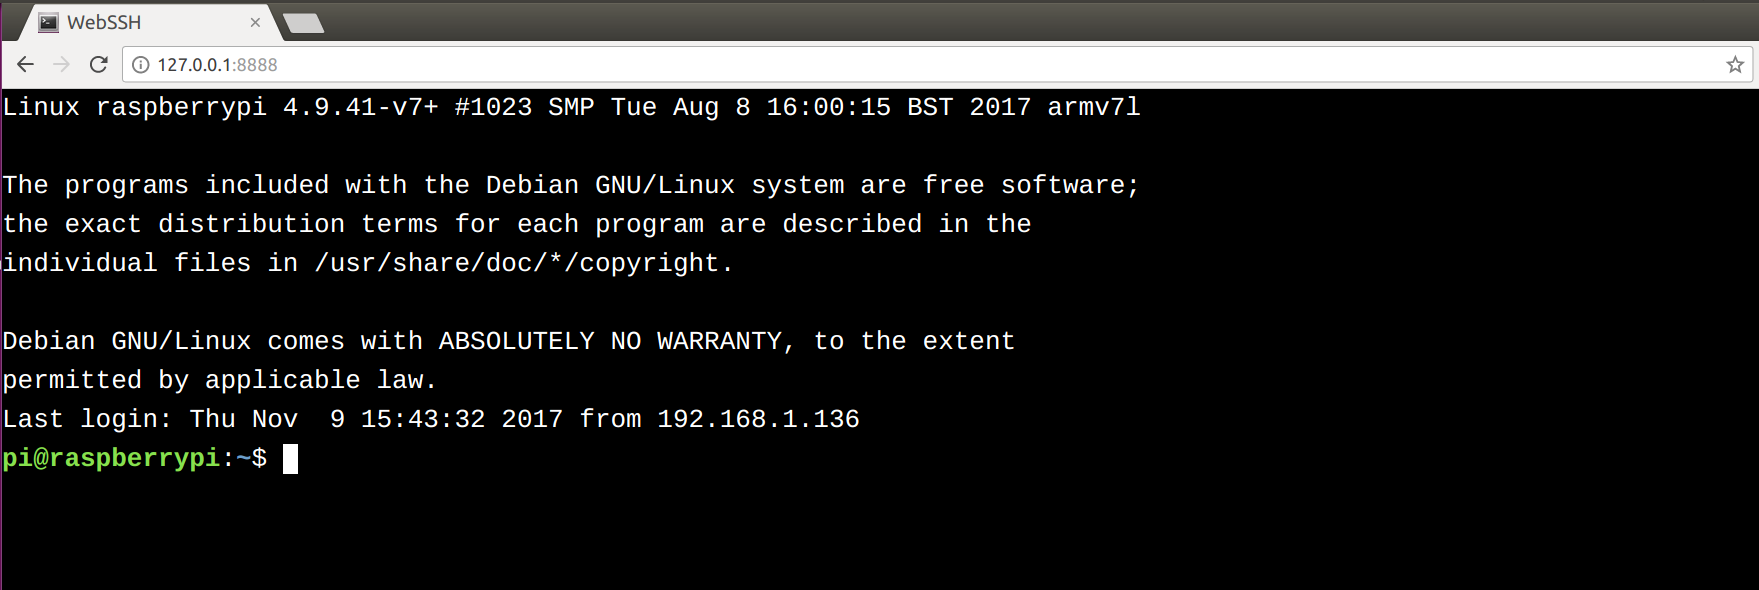 WebSSH
127.0.0.1:8888
Linux raspberrypi 4.9.41-v7+ #1023 SMP Tue Aug 8 16:00:15 BST 2017 armv7l
The programs included with the Debian GNU/Linux system are free software;
the exact distribution terms for each program are described in the
individual files in /usr/share/doc/*/copyright.
Debian GNU/Linux comes with ABSOLUTELY NO WARRANTY, to the extent
permitted by applicable law.
Last login: Thu Nov  9 15:43:32 2017 from 192.168.1.136
pi@raspberrypi:~$